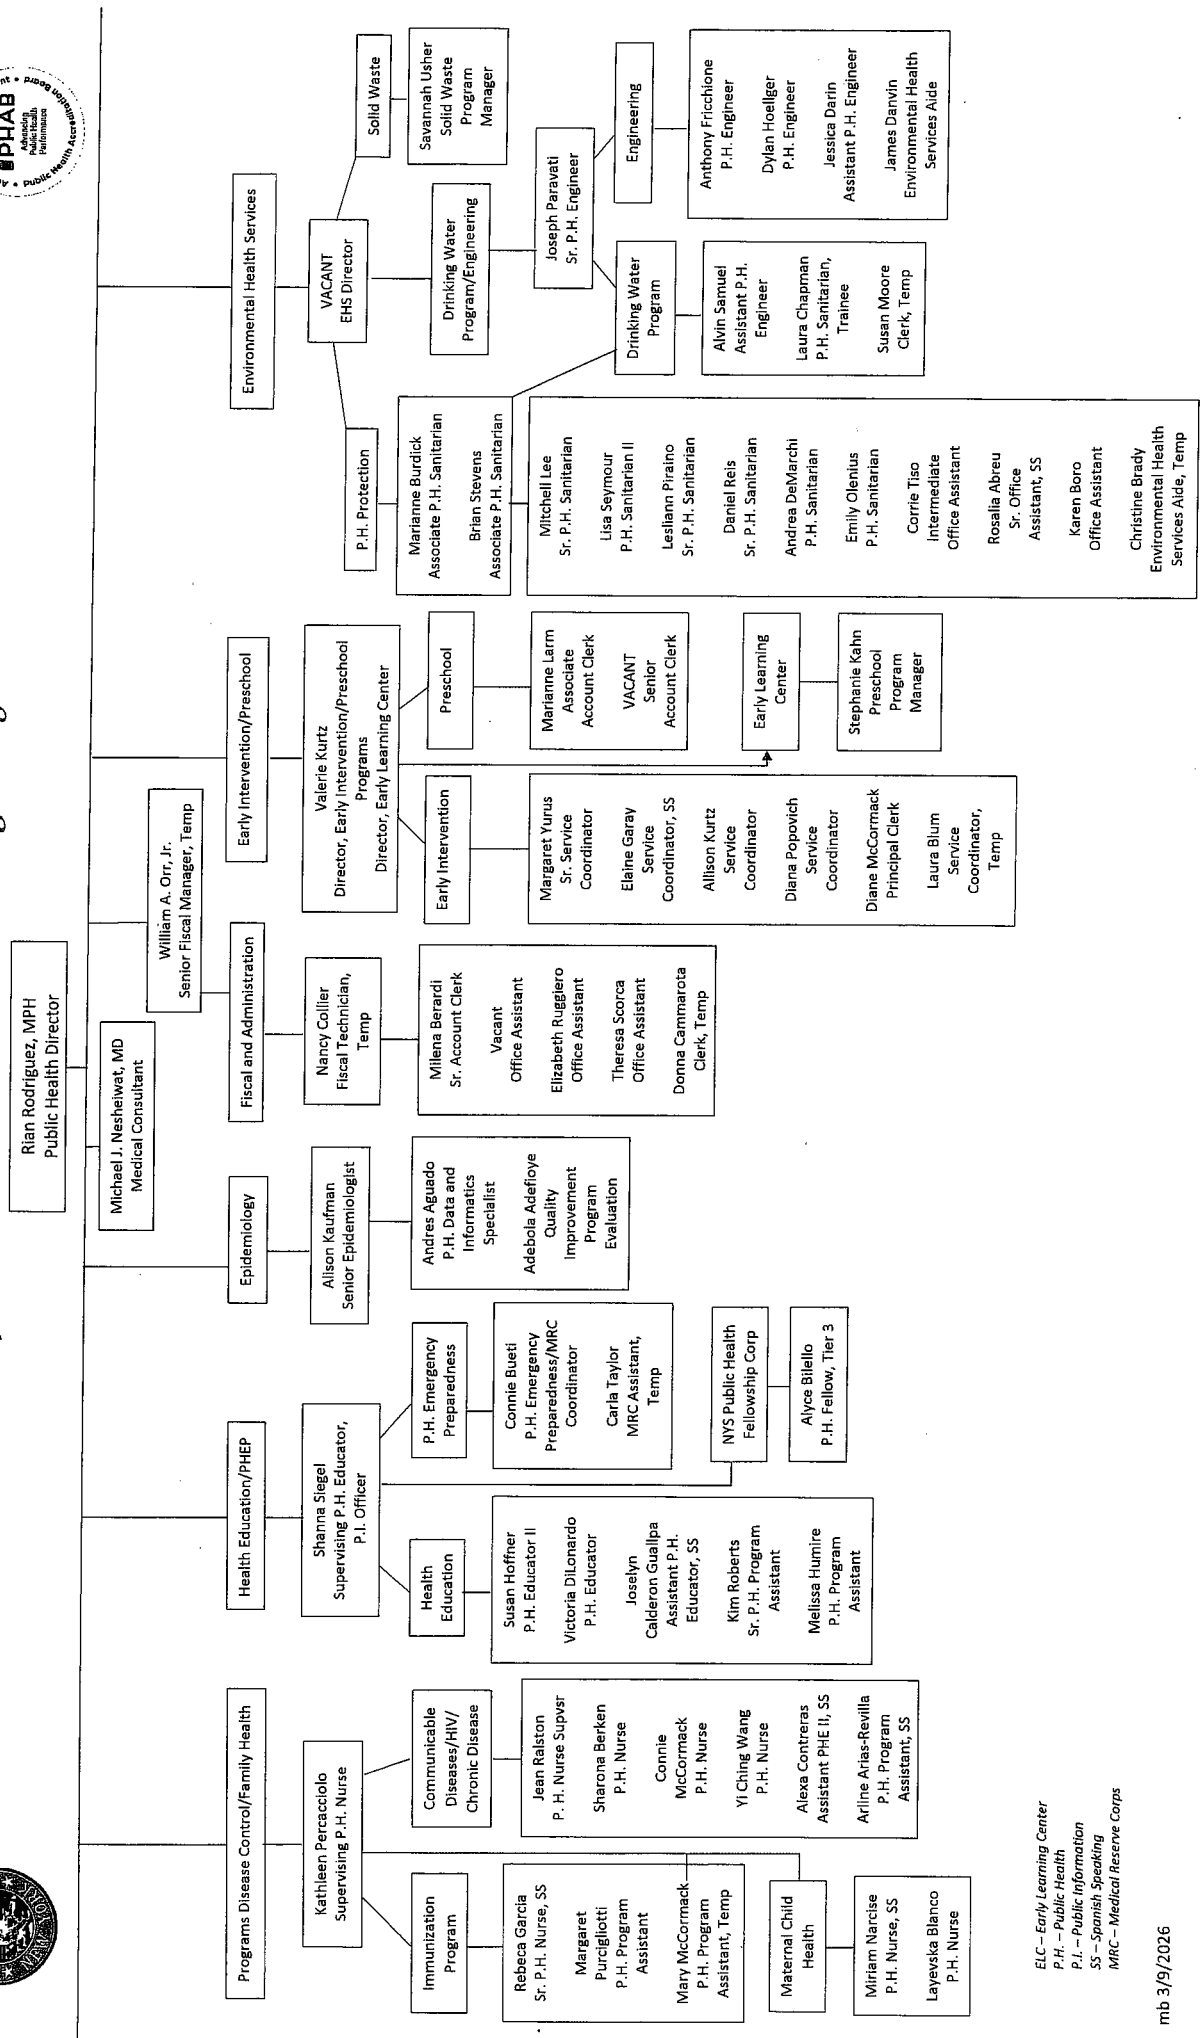 PHAB
Advancing
Public Health
Performance
Public Health Accreditation Board
Rian Rodriguez, MPH
Public Health Director
Michael J. Nesheiwat, MD
Medical Consultant
William A. Orr, Jr.
Senior Fiscal Manager, Temp
Programs Disease Control/Family Health
Kathleen Percacciolo
Supervising P.H. Nurse
Immunization
Program
Rebeca Garcia
Sr. P.H. Nurse, SS
Margaret
Purcigliotti
P.H. Program
Assistant
Mary McCormack
P.H. Program
Assistant, Temp
Communicable
Diseases/HIV/
Chronic Disease
Jean Ralston
P. H. Nurse Supvsr
Sharona Berken
P.H. Nurse
Connie
McCormack
P.H. Nurse
Yi Ching Wang
P.H. Nurse
Alexa Contreras
Assistant PHE II, SS
Arline Arias-Revilla
P.H. Program
Assistant, SS
Maternal Child
Health
Miriam Narcise
P.H. Nurse, SS
Layevska Blanco
P.H. Nurse
Health Education/PHEP
Shanna Siegel
Supervising P.H. Educator,
P.I. Officer
Health
Education
Susan Hoffner
P.H. Educator II
Victoria DiLonardo
P.H. Educator
Joselyn
Calderon Guallpa
Assistant P.H.
Educator, SS
Kim Roberts
Sr. P.H. Program
Assistant
Melissa Humire
P.H. Program
Assistant
P.H. Emergency
Preparedness
Connie Bueti
P.H. Emergency
Preparedness/MRC
Coordinator
Carla Taylor
MRC Assistant,
Temp
NYS Public Health
Fellowship Corp
Alyce Bilello
P.H. Fellow, Tier 3
Epidemiology
Alison Kaufman
Senior Epidemiologist
Andres Aguado
P.H. Data and
Informatics
Specialist
Adebola Adefioye
Quality
Improvement
Program
Evaluation
Fiscal and Administration
Nancy Collier
Fiscal Technician,
Temp
Milena Berardi
Sr. Account Clerk
Vacant
Office Assistant
Elizabeth Ruggiero
Office Assistant
Theresa Scorca
Office Assistant
Donna Cammarota
Clerk, Temp
Early Intervention/Preschool
Valerie Kurtz
Director, Early Intervention/Preschool
Programs
Director, Early Learning Center
Early Intervention
Margaret Yurus
Sr. Service
Coordinator
Elaine Garay
Service
Coordinator, SS
Allison Kurtz
Service
Coordinator
Diana Popovich
Service
Coordinator
Diane McCormack
Principal Clerk
Laura Blum
Service
Coordinator,
Temp
Preschool
Marianne Larm
Associate
Account Clerk
VACANT
Senior
Account Clerk
Early Learning
Center
Stephanie Kahn
Preschool
Program
Manager
Environmental Health Services
VACANT
EHS Director
P.H. Protection
Marianne Burdick
Associate P.H. Sanitarian
Brian Stevens
Associate P.H. Sanitarian
Mitchell Lee
Sr. P.H. Sanitarian
Lisa Seymour
P.H. Sanitarian II
Lesliann Piraino
Sr. P.H. Sanitarian
Daniel Reis
Sr. P.H. Sanitarian
Andrea DeMarchi
P.H. Sanitarian
Emily Olenius
P.H. Sanitarian
Corrie Tiso
Intermediate
Office Assistant
Rosalia Abreu
Sr. Office
Assistant, SS
Karen Boro
Office Assistant
Christine Brady
Environmental Health
Services Aide, Temp
Drinking Water
Program/Engineering
Joseph Paravati
Sr. P.H. Engineer
Drinking Water
Program
Alvin Samuel
Assistant P.H.
Engineer
Laura Chapman
P.H. Sanitarian,
Trainee
Susan Moore
Clerk, Temp
Engineering
Anthony Fricchione
P.H. Engineer
Dylan Hoellger
P.H. Engineer
Jessica Darin
Assistant P.H. Engineer
James Danvin
Environmental Health
Services Aide
Solid Waste
Savannah Usher
Solid Waste
Program
Manager
ELC – Early Learning Center
P.H. – Public Health
P.I. – Public Information
SS – Spanish Speaking
MRC – Medical Reserve Corps
mb 3/9/2026